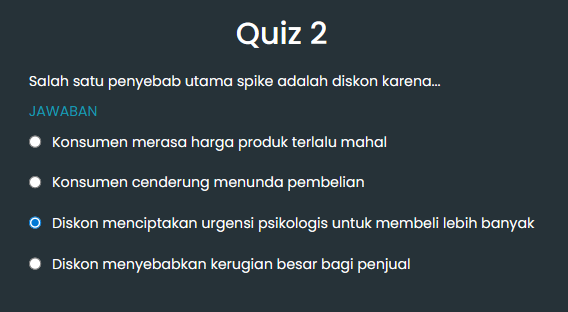 Quiz 2
Salah satu penyebab utama spike adalah diskon karena...
JAWABAN
Konsumen merasa harga produk terlalu mahal
Konsumen cenderung menunda pembelian
Diskon menciptakan urgensi psikologis untuk membeli lebih banyak
Diskon menyebabkan kerugian besar bagi penjual